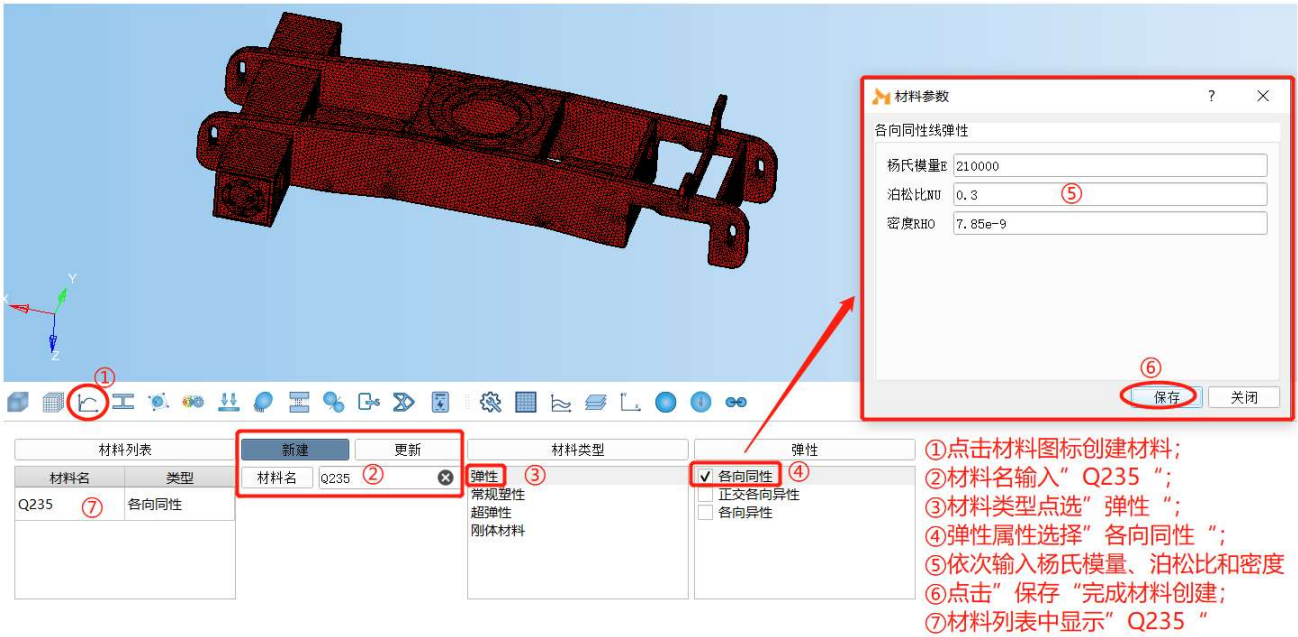 材料参数
?
各向同性线弹性
杨氏模量E 210000
泊松比NU 0.3
⑤
密度RHO 7.85e-9
Y
X
Z
①
⑥
保存 关闭
材料列表 新建 更新 材料类型 弹性
材料名 类型 材料名 Q235 ② 弹性 ③ 各向同性 ④
Q235 ⑦ 各向同性 常规塑性 正交各向异性
超弹性 各向异性
刚体材料
①点击材料图标创建材料;
②材料名输入”Q235“;
③材料类型点选”弹性“;
④弹性属性选择”各向同性“;
⑤依次输入杨氏模量、泊松比和密度
⑥点击”保存“完成材料创建;
⑦材料列表中显示”Q235“